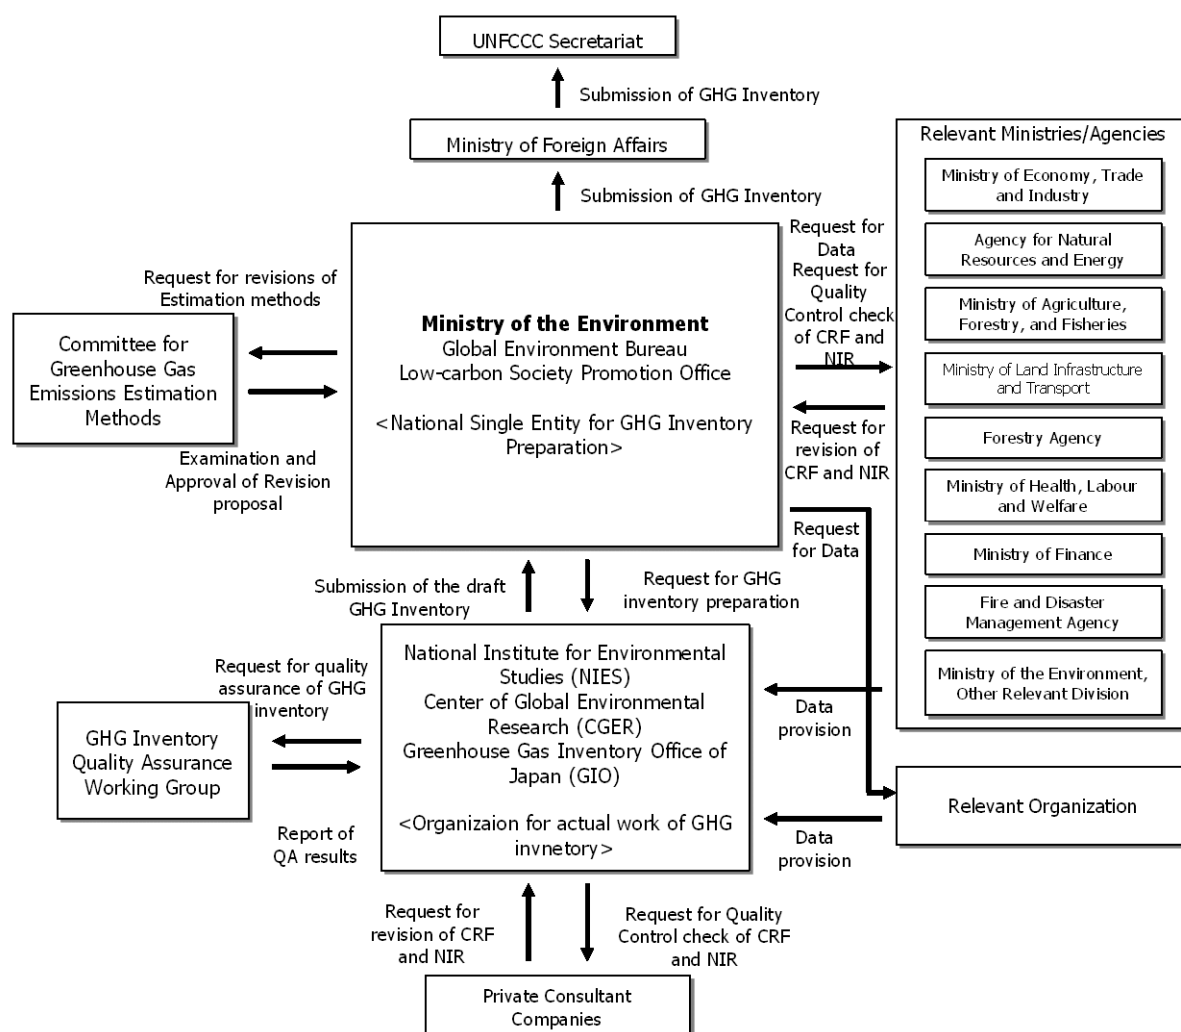 UNFCCC Secretariat
Submission of GHG Inventory
Ministry of Foreign Affairs
Submission of GHG Inventory
Relevant Ministries/Agencies
Ministry of Economy, Trade
and Industry
Agency for Natural
Resources and Energy
Ministry of Agriculture,
Forestry, and Fisheries
Ministry of Land Infrastructure
and Transport
Forestry Agency
Ministry of Health, Labour
and Welfare
Ministry of Finance
Fire and Disaster
Management Agency
Ministry of the Environment,
Other Relevant Division
Request for
Data
Request for
Quality
Control check
of CRF and
NIR
Request for
revision of
CRF and NIR
Request
for Data
Request for revisions of
Estimation methods
Committee for
Greenhouse Gas
Emissions Estimation
Methods
Examination and
Approval of Revision
proposal
Ministry of the Environment
Global Environment Bureau
Low-carbon Society Promotion Office
<National Single Entity for GHG Inventory
Preparation>
Submission of the draft
GHG Inventory
Request for GHG
inventory preparation
National Institute for Environmental
Studies (NIES)
Center of Global Environmental
Research (CGER)
Greenhouse Gas Inventory Office of
Japan (GIO)
<Organizaion for actual work of GHG
invnetory>
Request for quality
assurance of GHG
inventory
GHG Inventory
Quality Assurance
Working Group
Report of
QA results
Data
provision
Relevant Organization
Data
provision
Request for
revision of CRF
and NIR
Request for Quality
Control check of CRF
and NIR
Private Consultant
Companies